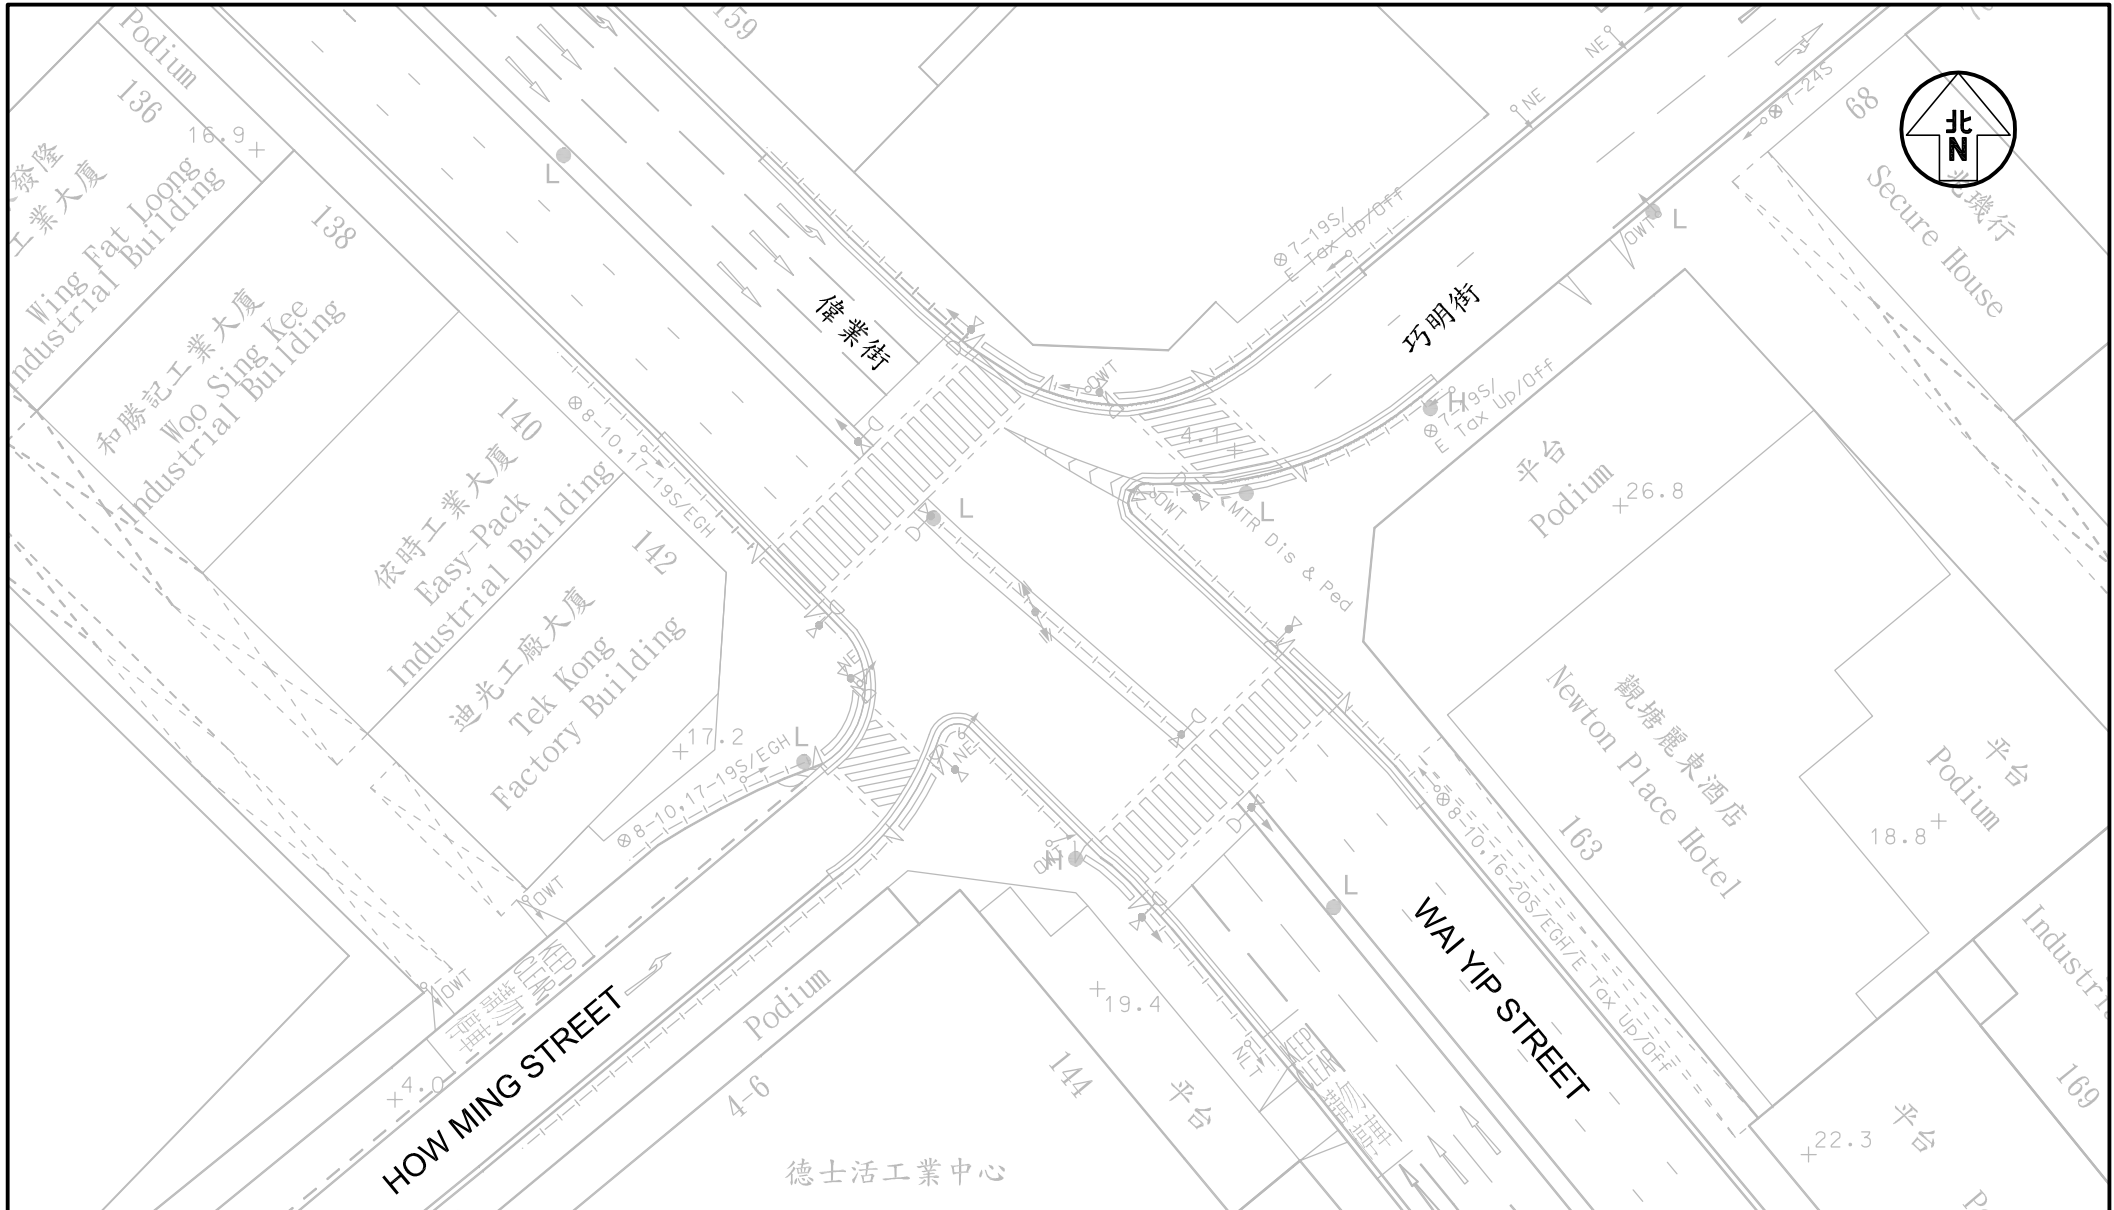 Podium
159
136
16.9
發隆
工業大廈
Wing Fat Loong
Industrial Building
138
和勝記工業大廈
Woo Sing Kee
Industrial Building
140
依時工業大廈
Easy-Pack
Industrial Building
142
迪光工廠大廈
Tek Kong
Factory Building
17.2
L
偉業街
巧明街
NE
NE
7-24S
68
北
N
Secure House
7-19S/
E Tax Up/Off
OWT
L
OWT
H
7-19S/
E Tax Up/Off
4.1
8-10,17-19S/EGH
L
D
D
OWT
L
MTR Dis & Ped
平台
Podium
26.8
觀塘麗東酒店
Newton Place Hotel
163
平台
Podium
18.8
NE
L
8-10,17-19S/EGH
NE
D
D
H
L
8-10,16-20S/EGH/E Tax Up/Off
WAI YIP STREET
OWT
OWT
KEEP
CLEAR
HOW MING STREET
4.0
Podium
4-6
19.4
144
平台
NLT
KEEP
CLEAR
德士活工業中心
22.3
平台
169